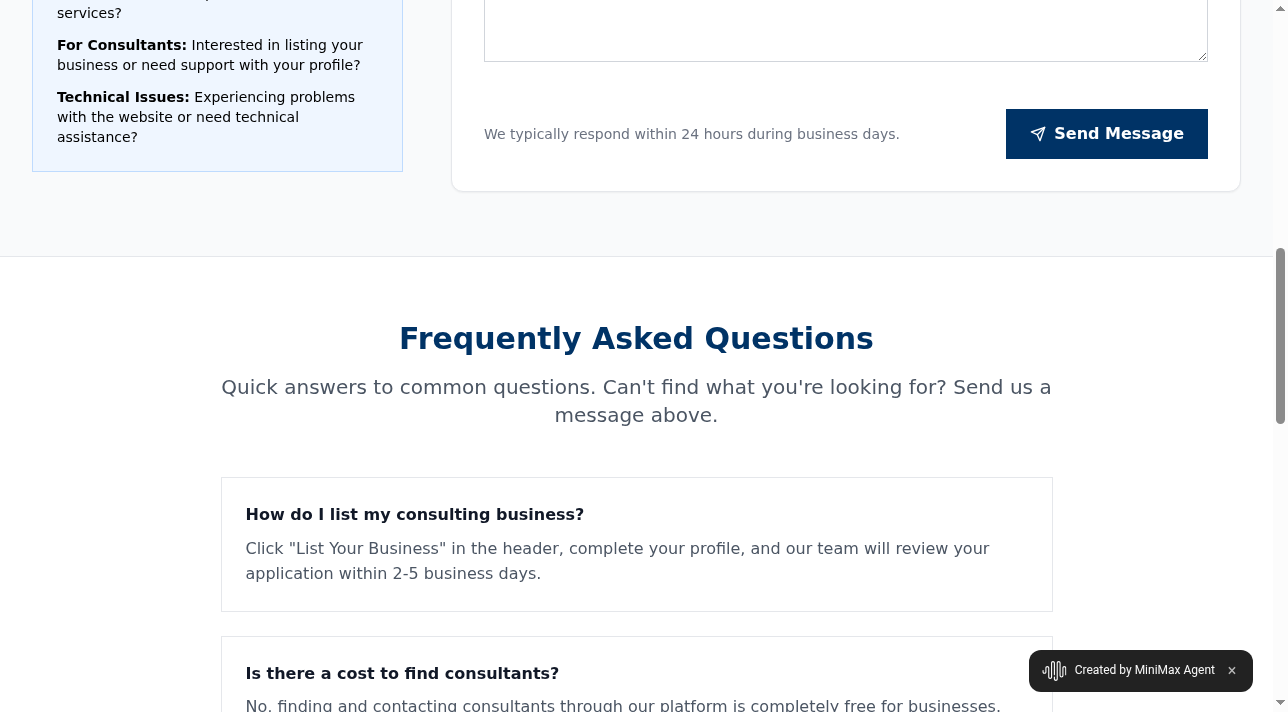 services?
For Consultants: Interested in listing your
business or need support with your profile?
Technical Issues: Experiencing problems
with the website or need technical
assistance?
We typically respond within 24 hours during business days.
Send Message
Frequently Asked Questions
Quick answers to common questions. Can't find what you're looking for? Send us a
message above.
How do I list my consulting business?
Click "List Your Business" in the header, complete your profile, and our team will review your
application within 2-5 business days.
Is there a cost to find consultants?
No, finding and contacting consultants through our platform is completely free for businesses.
Created by MiniMax Agent ×